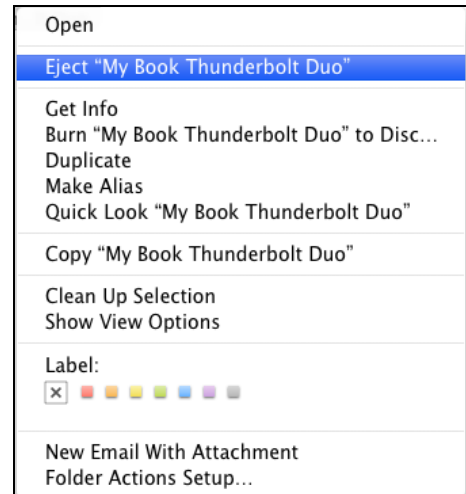 Open
Eject “My Book Thunderbolt Duo”
Get Info
Burn “My Book Thunderbolt Duo” to Disc...
Duplicate
Make Alias
Quick Look “My Book Thunderbolt Duo”
Copy “My Book Thunderbolt Duo”
Clean Up Selection
Show View Options
Label:
New Email With Attachment
Folder Actions Setup...